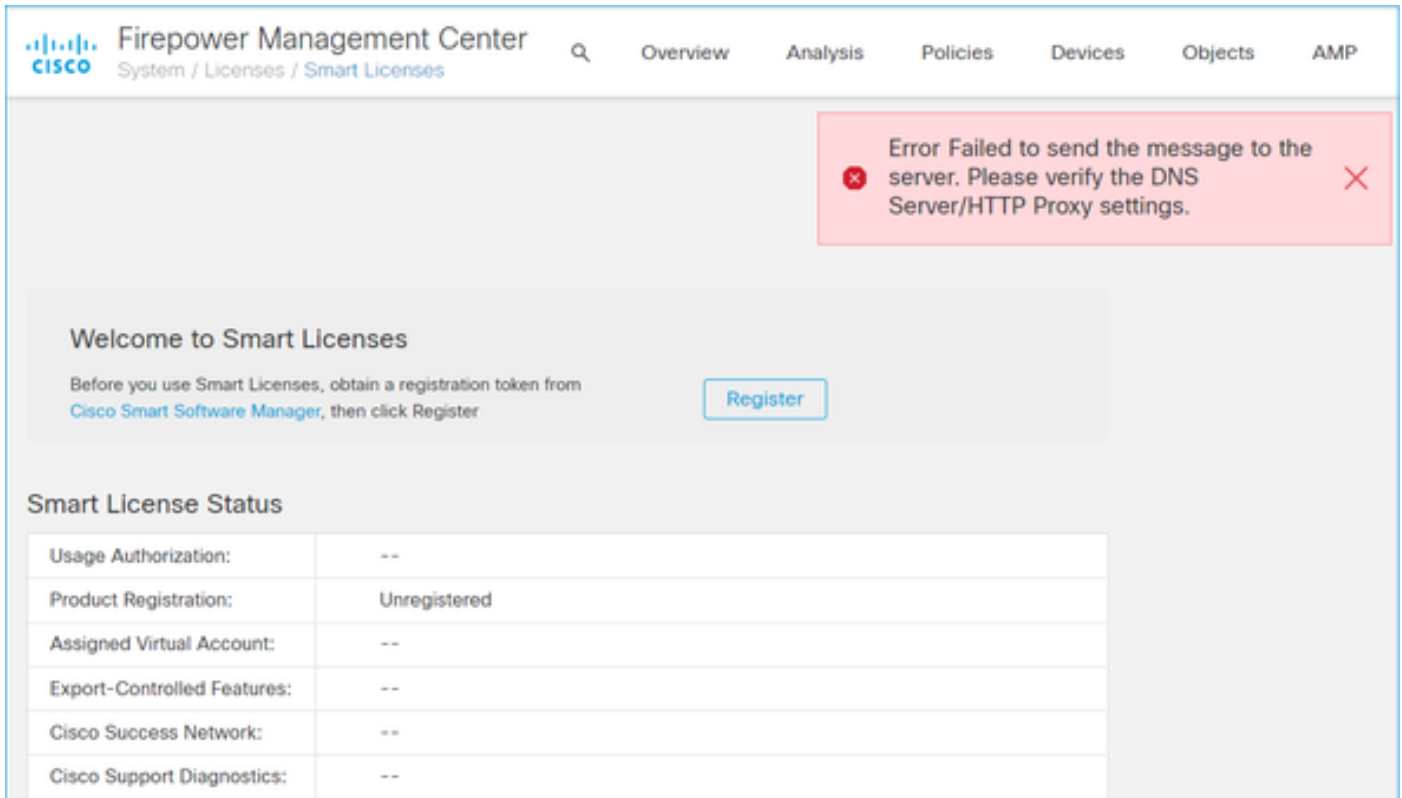 CISCO
Firepower Management Center
System / Licenses / Smart Licenses
Overview
Analysis
Policies
Devices
Objects
AMP
Error Failed to send the message to the
server. Please verify the DNS
Server/HTTP Proxy settings.
Welcome to Smart Licenses
Before you use Smart Licenses, obtain a registration token from
Cisco Smart Software Manager, then click Register
Register
Smart License Status
Usage Authorization: --
Product Registration: Unregistered
Assigned Virtual Account: --
Export-Controlled Features: --
Cisco Success Network: --
Cisco Support Diagnostics: --